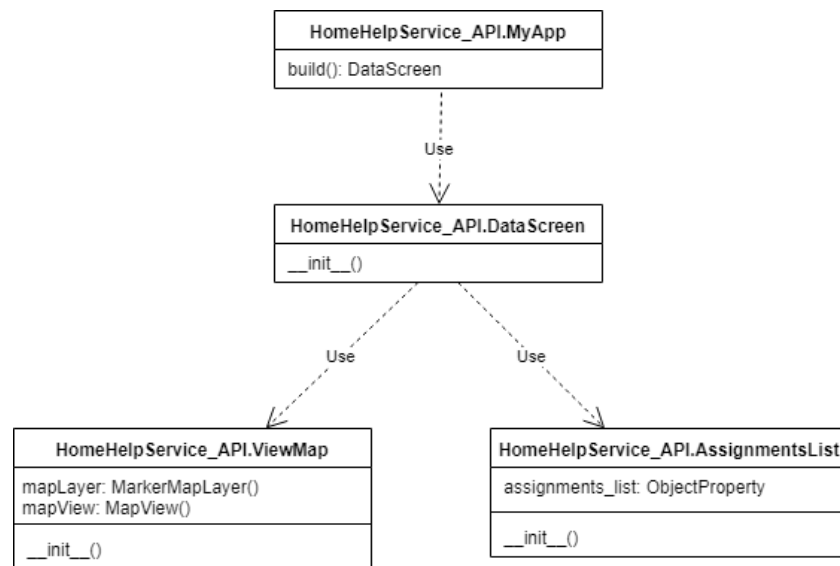 HomeHelpService_API.MyApp
build(): DataScreen
Use
HomeHelpService_API.DataScreen
__init__()
Use
Use
HomeHelpService_API.ViewMap
mapLayer: MarkerMapLayer()
mapView: MapView()
__init__()
HomeHelpService_API.AssignmentsList
assignments_list: ObjectProperty
__init__()